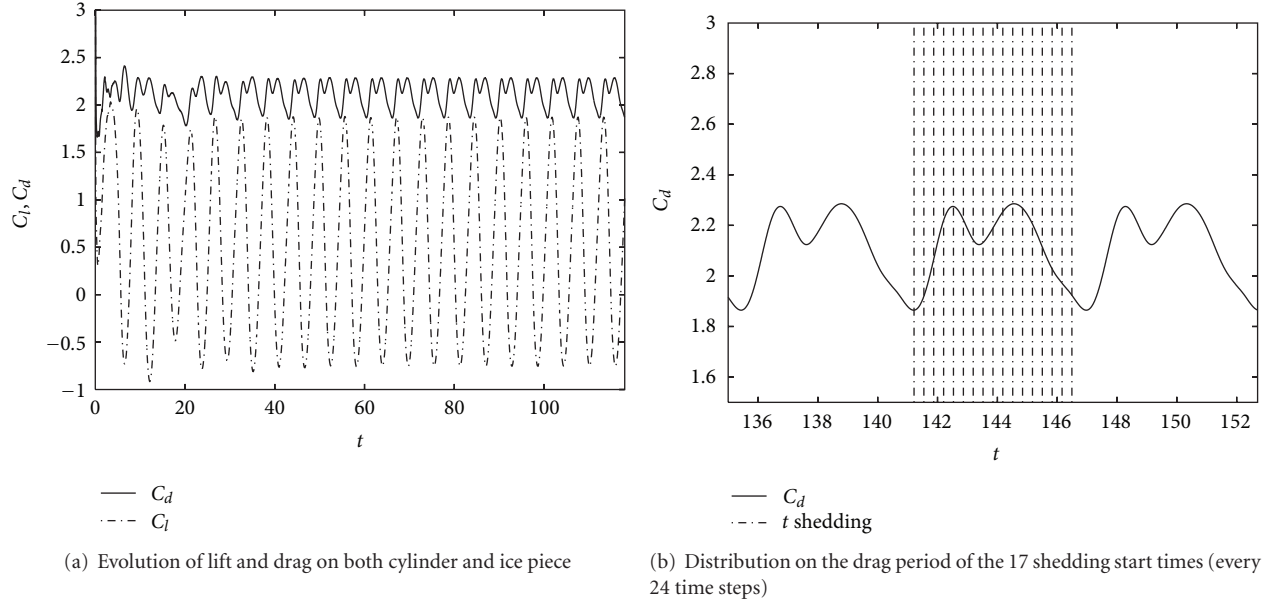 3
2.5
2
1.5
1
0.5
0
−0.5
−1
C_l, C_d
0 20 40 60 80 100
t
C_d
C_l
(a) Evolution of lift and drag on both cylinder and ice piece
3
2.8
2.6
2.4
2.2
2
1.8
1.6
C_d
136 138 140 142 144 146 148 150 152
t
C_d
t shedding
(b) Distribution on the drag period of the 17 shedding start times (every
24 time steps)